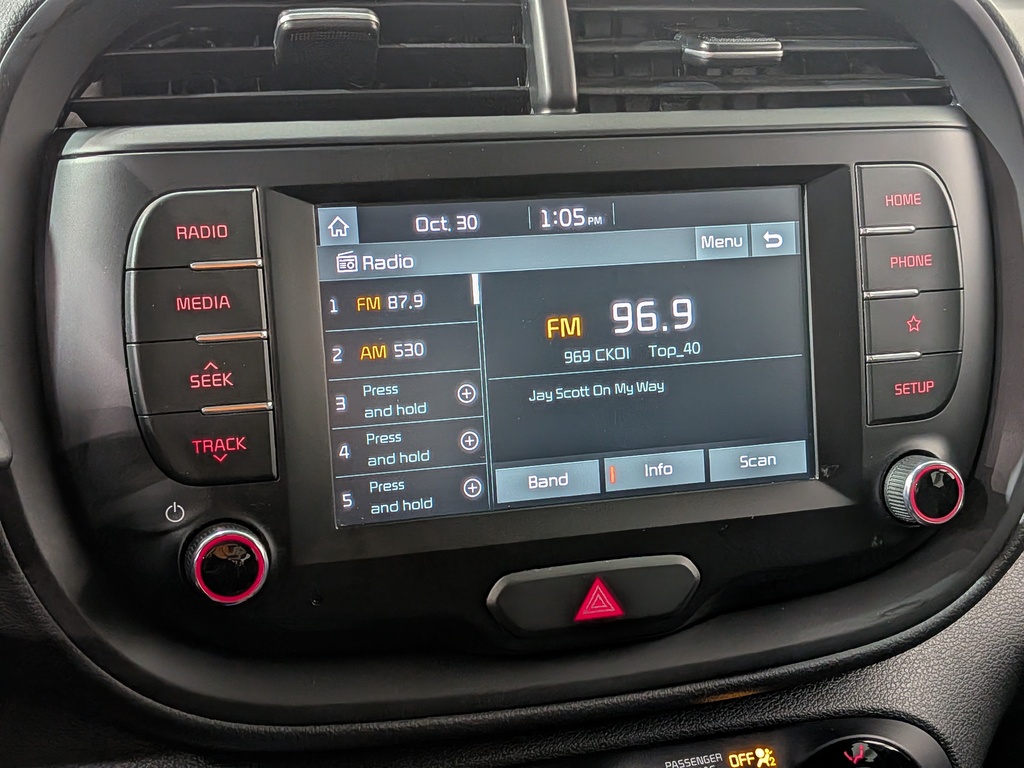 RADIO
MEDIA
SEEK
TRACK
Oct. 30 1:05 PM
Radio Menu
1 FM 87.9
2 AM 530
3 Press
and hold
4 Press
and hold
5 Press
and hold
FM 96.9
969 CKOI Top_40
Jay Scott On My Way
Band Info Scan
HOME
PHONE
SETUP
PASSENGER OFF 2